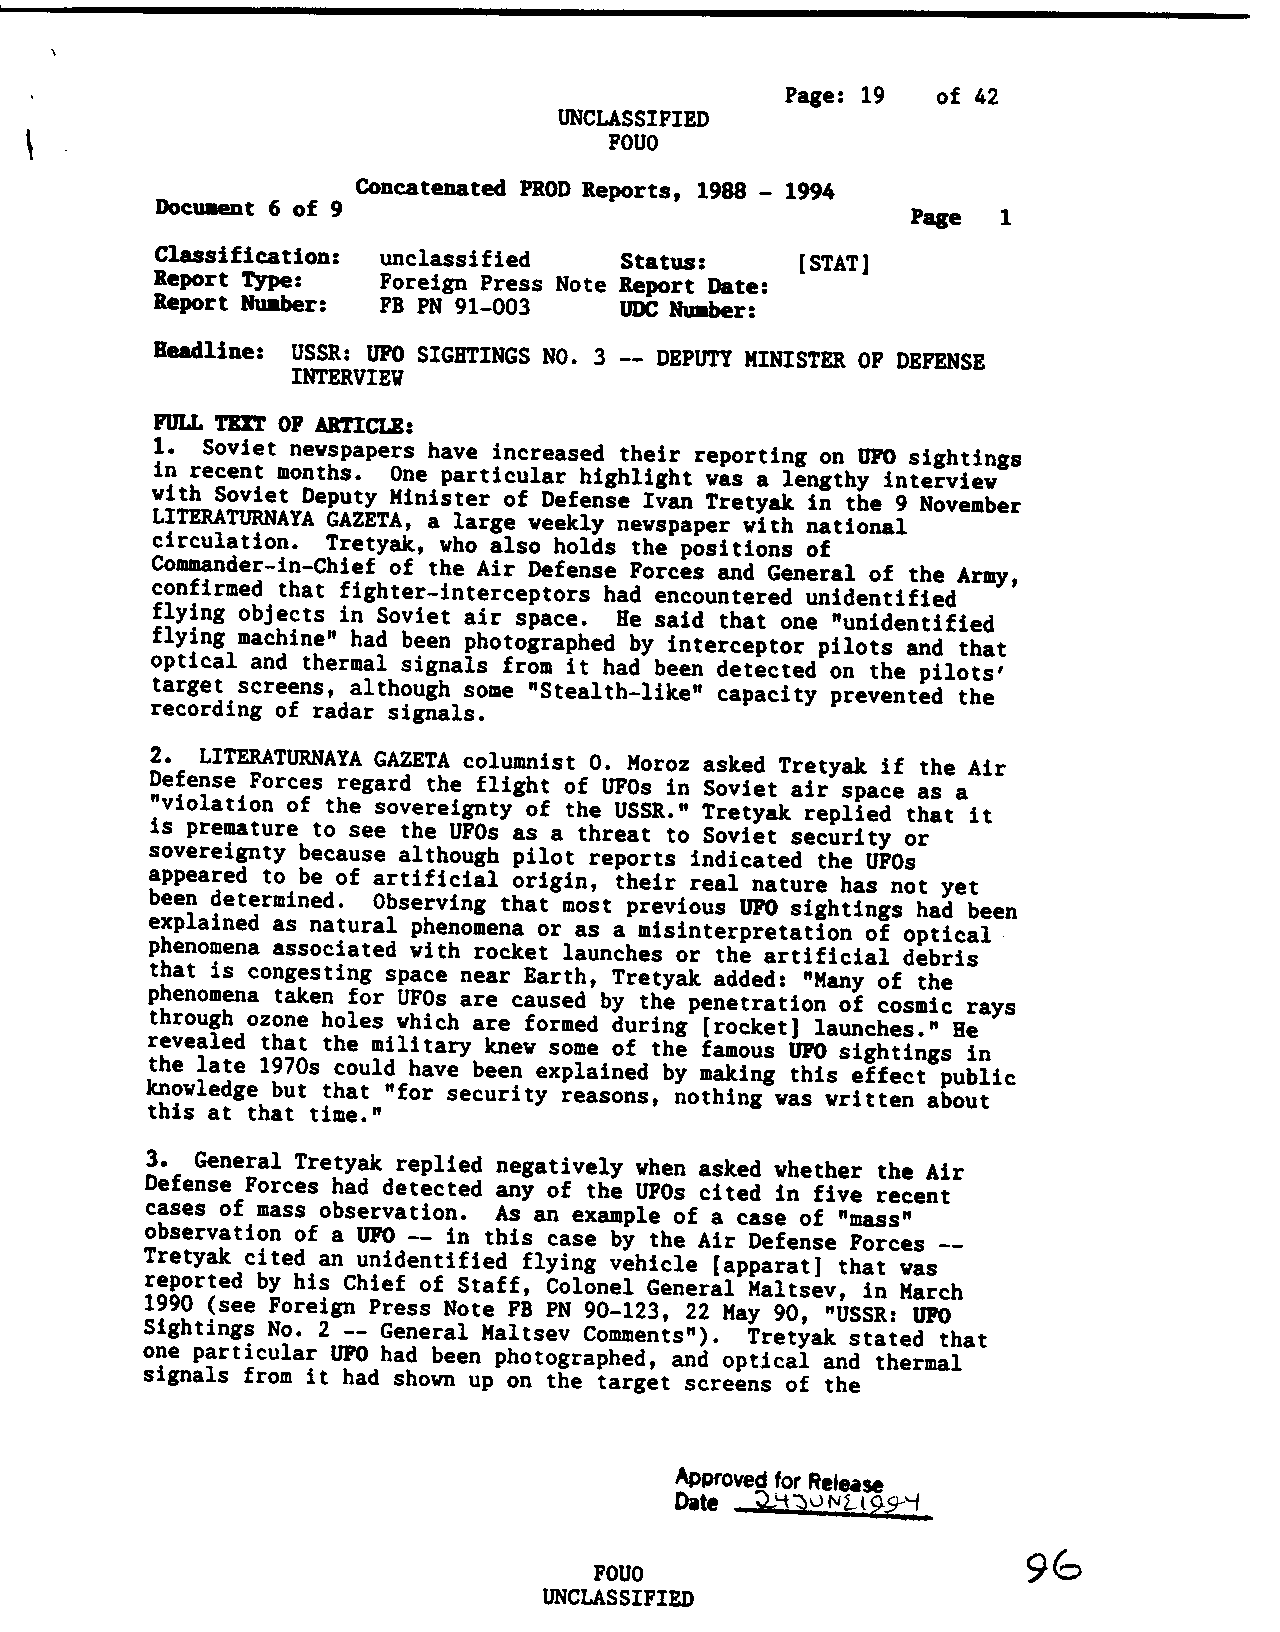 Page: 19 of 42
UNCLASSIFIED
FOUO
Concatenated PROD Reports, 1988 - 1994
Document 6 of 9
Page 1
Classification: unclassified Status: [STAT]
Report Type: Foreign Press Note Report Date:
Report Number: FB PN 91-003 UDC Number:
Headline: USSR: UFO SIGHTINGS NO. 3 -- DEPUTY MINISTER OF DEFENSE
INTERVIEW
FULL TEXT OF ARTICLE:
1. Soviet newspapers have increased their reporting on UFO sightings
in recent months. One particular highlight was a lengthy interview
with Soviet Deputy Minister of Defense Ivan Tretyak in the 9 November
LITERATURNAYA GAZETA, a large weekly newspaper with national
circulation. Tretyak, who also holds the positions of
Commander-in-Chief of the Air Defense Forces and General of the Army,
confirmed that fighter-interceptors had encountered unidentified
flying objects in Soviet air space. He said that one "unidentified
flying machine" had been photographed by interceptor pilots and that
optical and thermal signals from it had been detected on the pilots'
target screens, although some "Stealth-like" capacity prevented the
recording of radar signals.
2. LITERATURNAYA GAZETA columnist O. Moroz asked Tretyak if the Air
Defense Forces regard the flight of UFOs in Soviet air space as a
"violation of the sovereignty of the USSR." Tretyak replied that it
is premature to see the UFOs as a threat to Soviet security or
sovereignty because although pilot reports indicated the UFOs
appeared to be of artificial origin, their real nature has not yet
been determined. Observing that most previous UFO sightings had been
explained as natural phenomena or as a misinterpretation of optical
phenomena associated with rocket launches or the artificial debris
that is congesting space near Earth, Tretyak added: "Many of the
phenomena taken for UFOs are caused by the penetration of cosmic rays
through ozone holes which are formed during [rocket] launches." He
revealed that the military knew some of the famous UFO sightings in
the late 1970s could have been explained by making this effect public
knowledge but that "for security reasons, nothing was written about
this at that time."
3. General Tretyak replied negatively when asked whether the Air
Defense Forces had detected any of the UFOs cited in five recent
cases of mass observation. As an example of a case of "mass"
observation of a UFO -- in this case by the Air Defense Forces --
Tretyak cited an unidentified flying vehicle [apparat] that was
reported by his Chief of Staff, Colonel General Maltsev, in March
1990 (see Foreign Press Note FB PN 90-123, 22 May 90, "USSR: UFO
Sightings No. 2 -- General Maltsev Comments"). Tretyak stated that
one particular UFO had been photographed, and optical and thermal
signals from it had shown up on the target screens of the
Approved for Release
Date 24JUNE1994
96
FOUO
UNCLASSIFIED